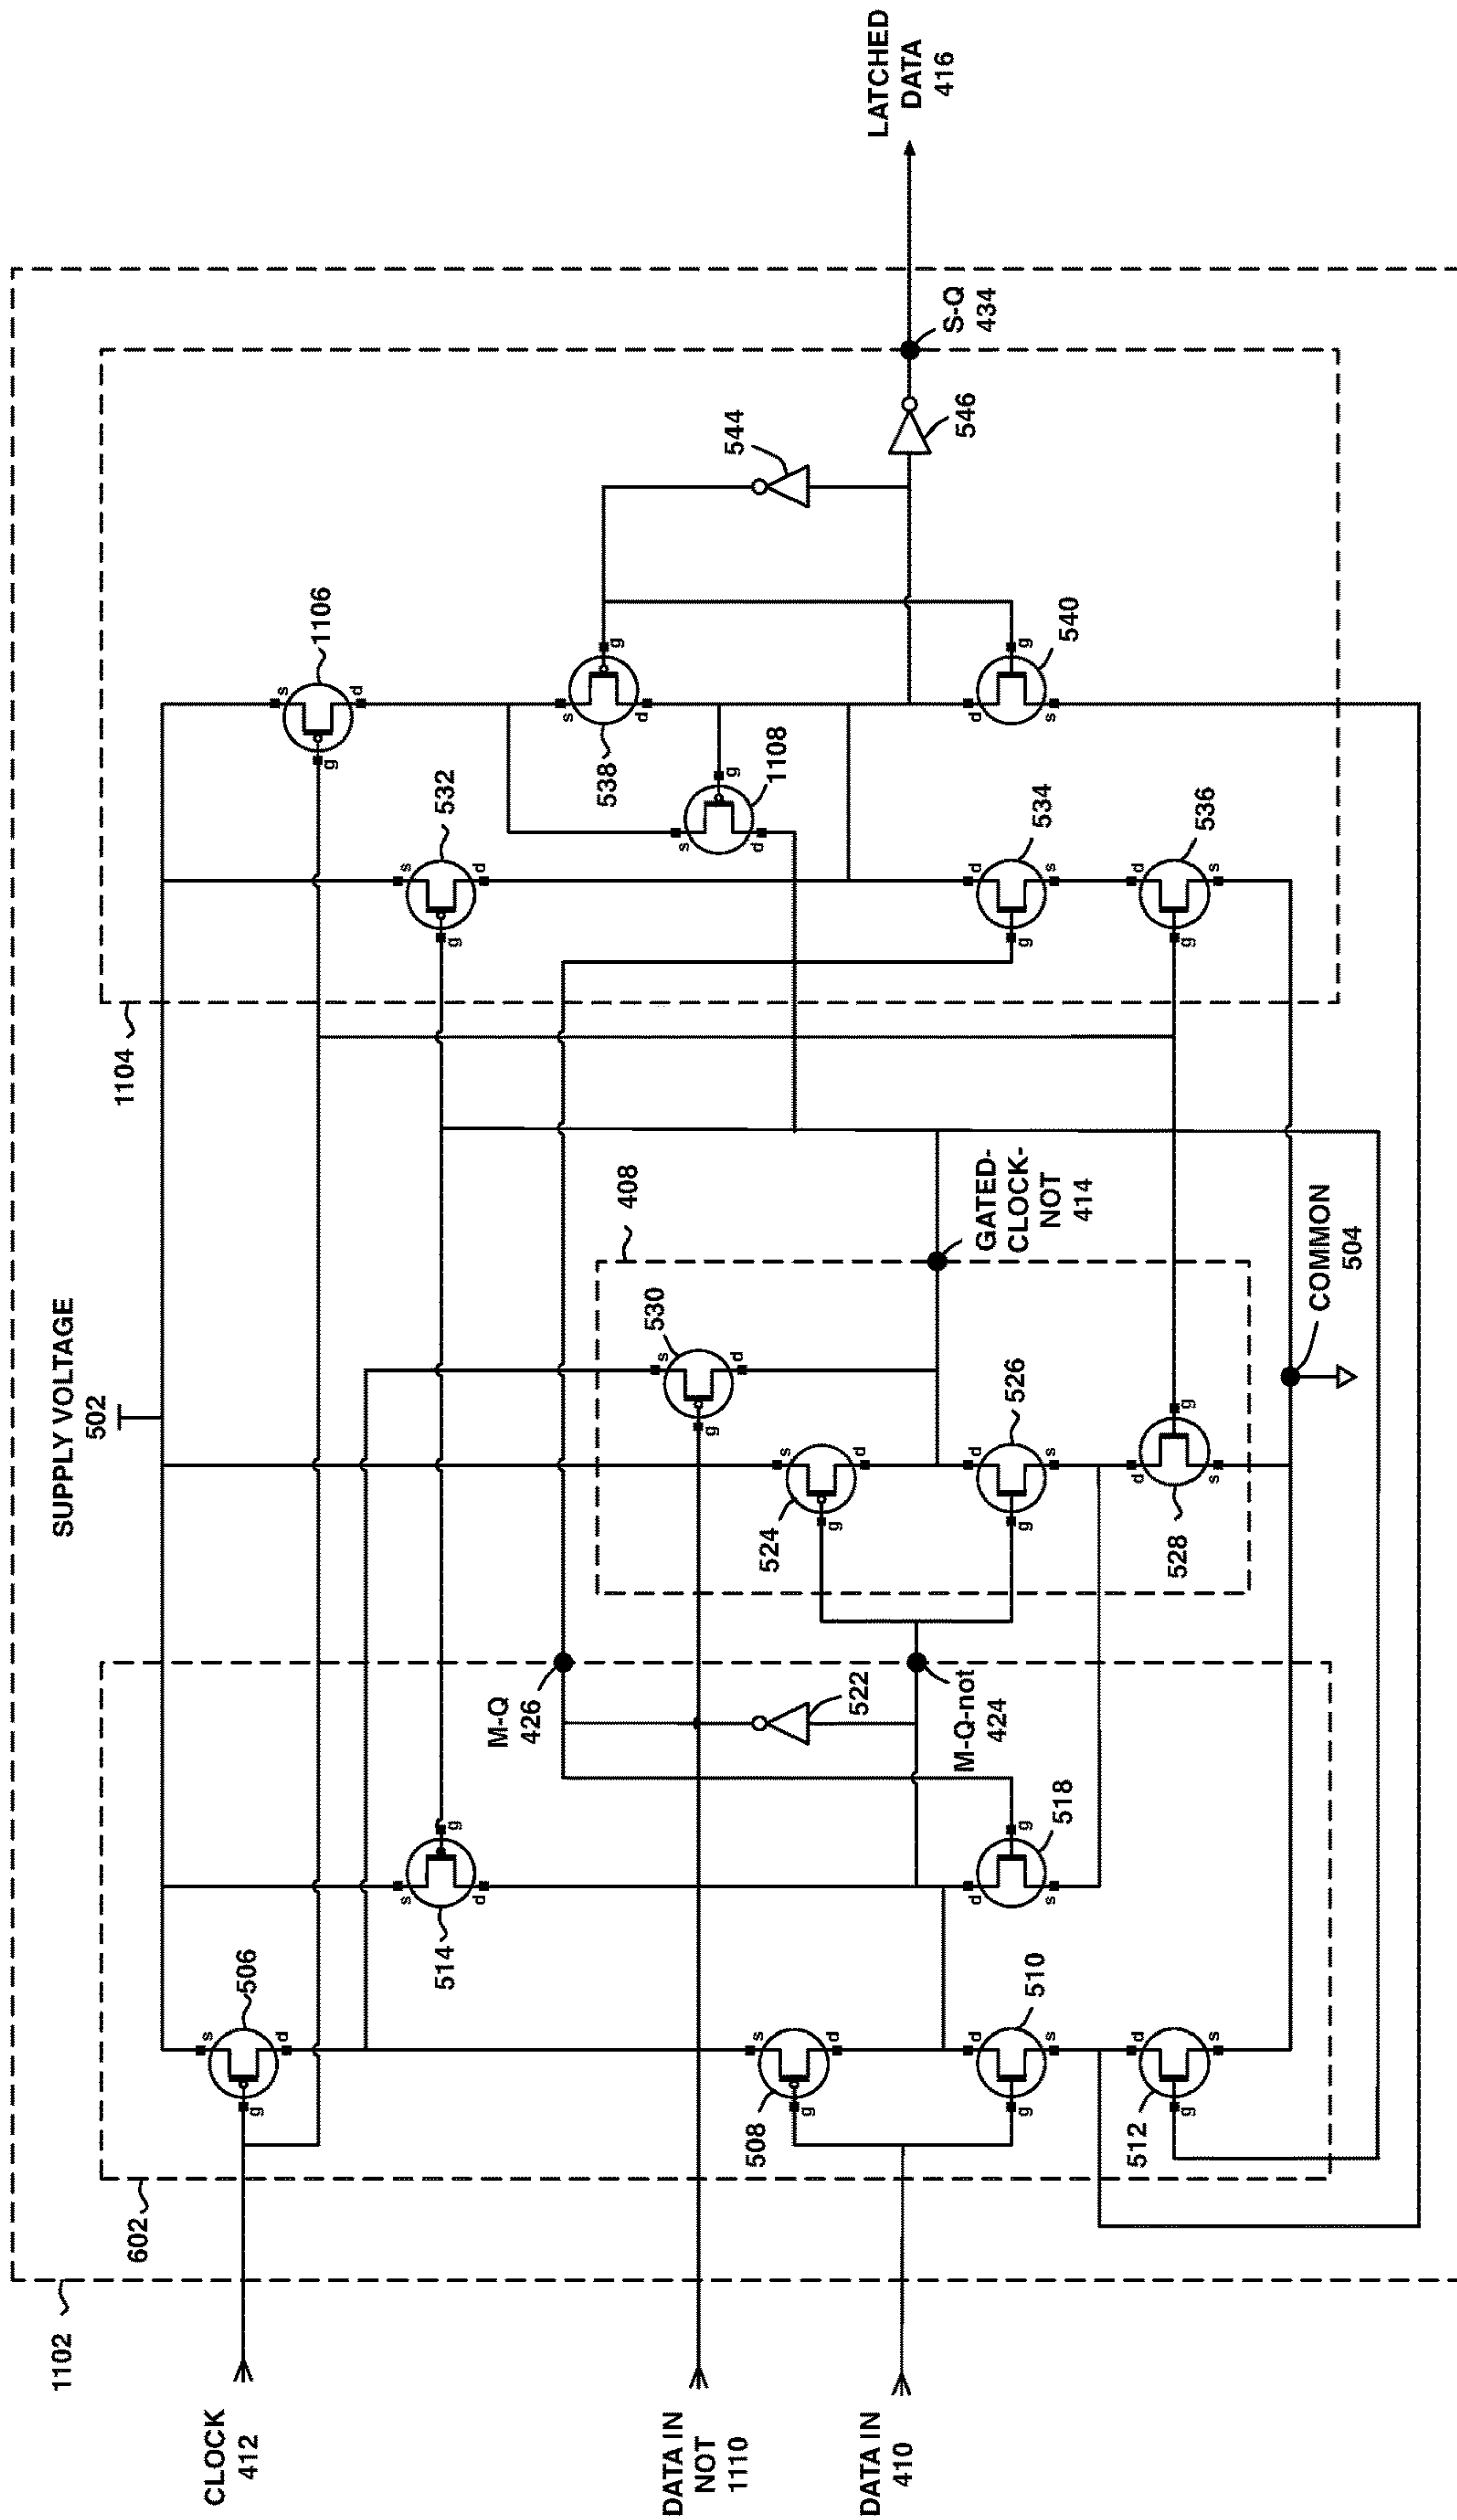 1102
602
SUPPLY VOLTAGE
502
1104
CLOCK
412
DATA IN
NOT
1110
DATA IN
410
s
506
g
d
514
s
g
d
s
508
g
d
d
510
g
s
d
512
g
s
d
518
g
s
M-Q
426
522
M-Q-not
424
408
530
s
g
d
s
524
g
d
d
526
g
s
d
528
g
s
GATED-
CLOCK-
NOT
414
COMMON
504
s
1106
g
d
s
532
g
d
s
538
g
d
s
1108
g
d
d
534
g
s
d
536
g
s
d
540
g
s
544
546
S-Q
434
LATCHED
DATA
416